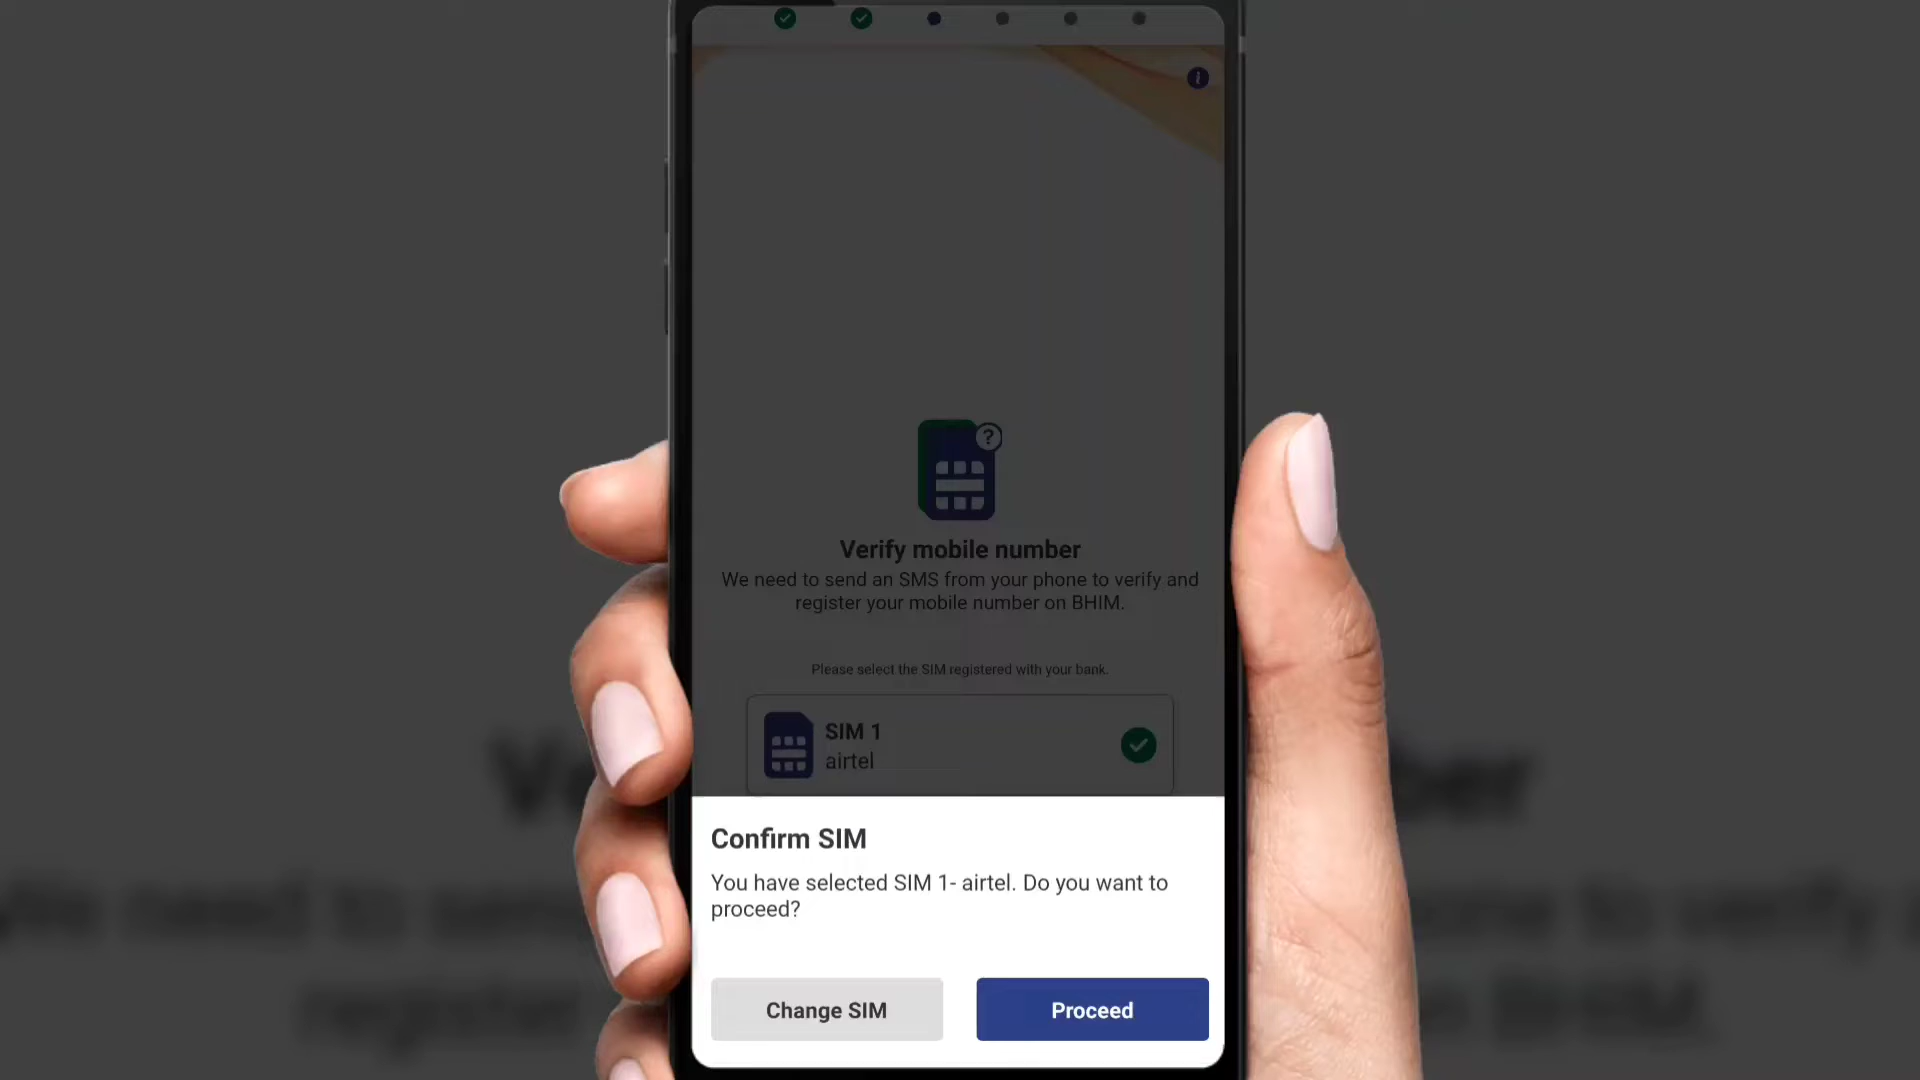 ?
Verify mobile number
We need to send an SMS from your phone to verify and
register your mobile number on BHIM.
Please select the SIM registered with your bank.
SIM 1
airtel
Confirm SIM
You have selected SIM 1- airtel. Do you want to
proceed?
Change SIM
Proceed